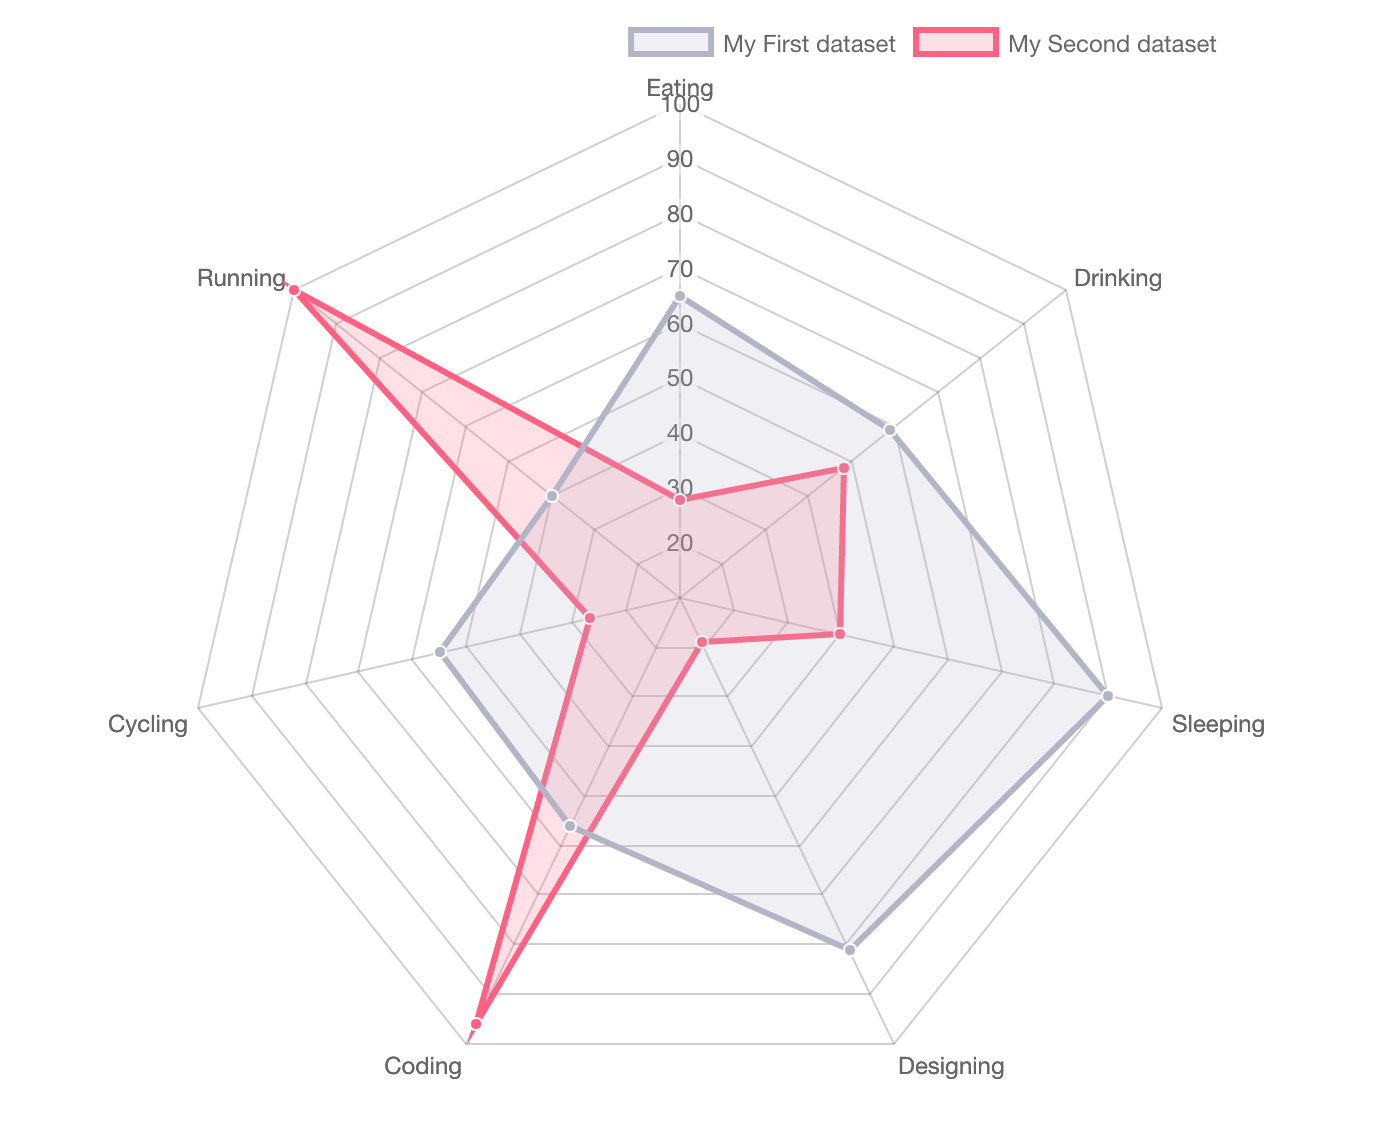 My First dataset My Second dataset
Eating
100
90
80
70
60
50
40
30
20
Running
Drinking
Cycling
Sleeping
Coding
Designing